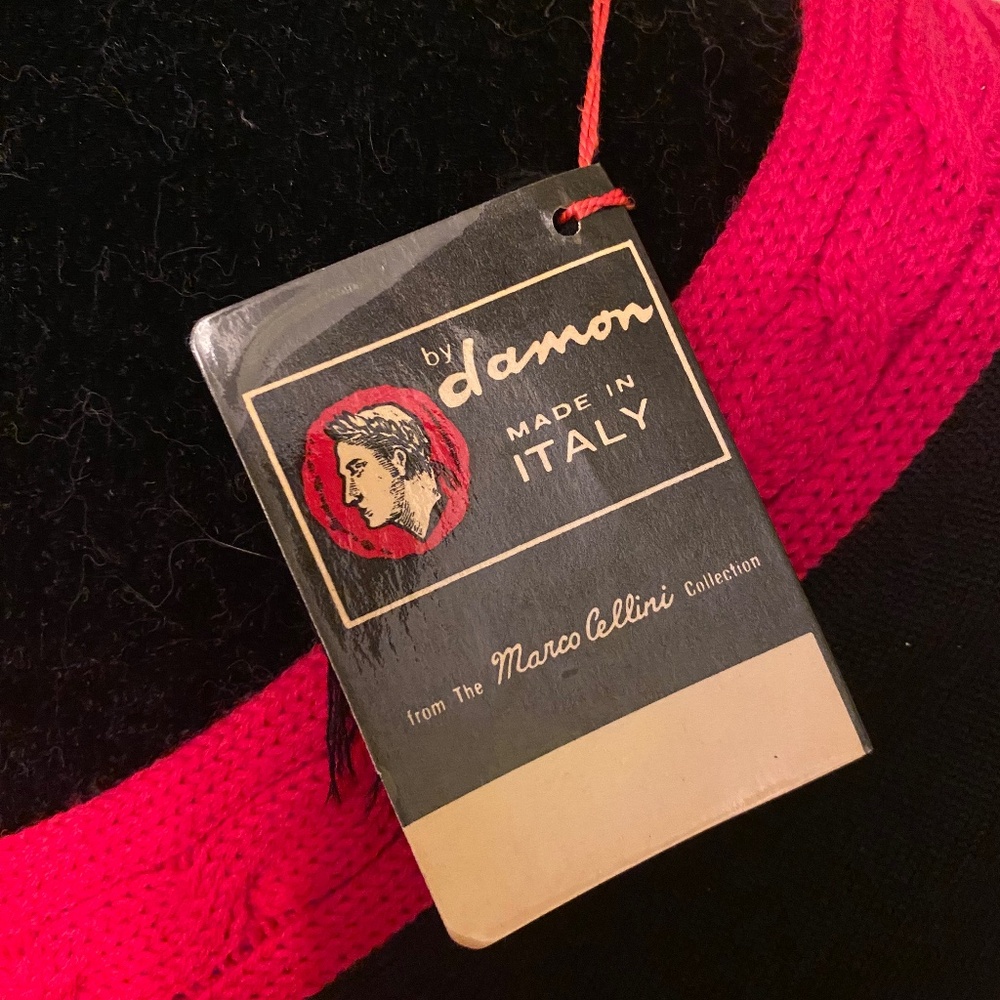 by damon
MADE IN
ITALY
from The Marco Cellini Collection